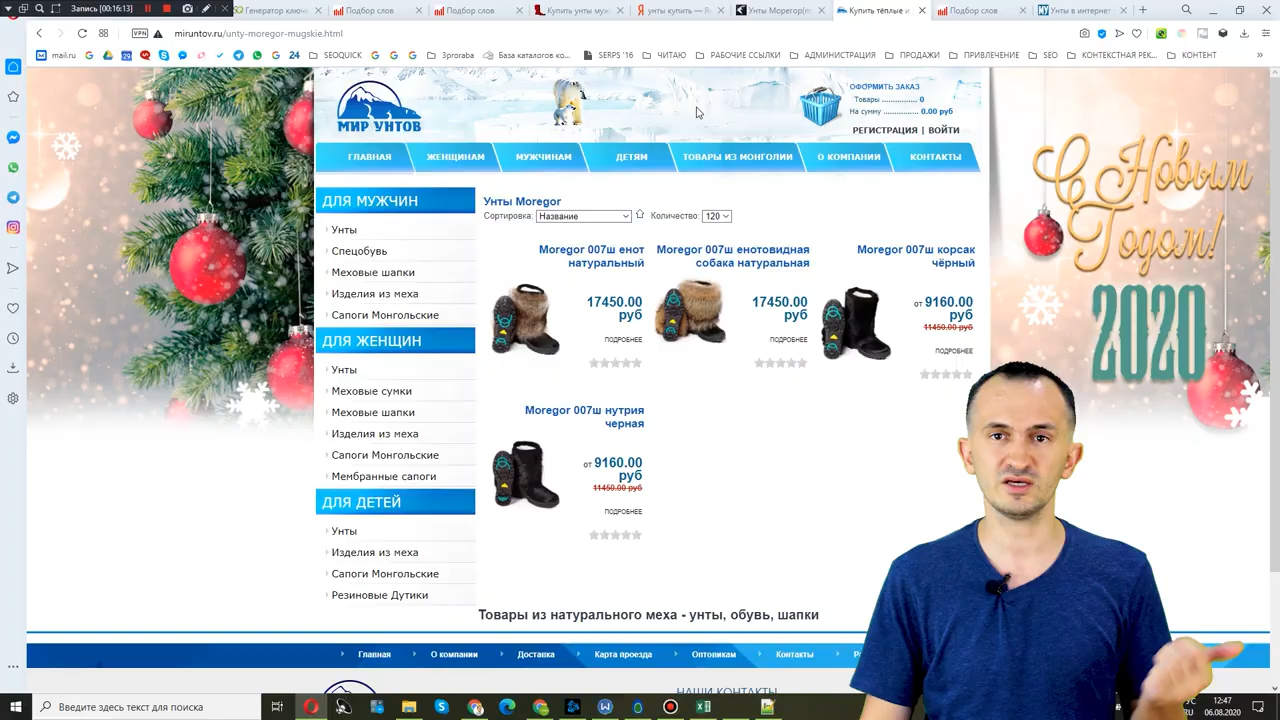 Запись [00:16:13]
Генератор ключе
Подбор слов
Подбор слов
Купить унты муж
унты купить — Ян
Унты Морегор(mo
Купить тёплые и
Подбор слов
Унты в интернет
VPN
miruntov.ru/unty-moregor-mugskie.html
mail.ru
24
SEOQUICK
3proraba
База каталогов ко...
SERPS '16
ЧИТАЮ
РАБОЧИЕ ССЫЛКИ
АДМИНИСТРАЦИЯ
ПРОДАЖИ
ПРИВЛЕЧЕНИЕ
SEO
КОНТЕКСТНАЯ РЕК...
КОНТЕНТ
МИР УНТОВ
ОФОРМИТЬ ЗАКАЗ
Товары ............... 0
На сумму ............... 0.00 руб
РЕГИСТРАЦИЯ | ВОЙТИ
ГЛАВНАЯ
ЖЕНЩИНАМ
МУЖЧИНАМ
ДЕТЯМ
ТОВАРЫ ИЗ МОНГОЛИИ
О КОМПАНИИ
КОНТАКТЫ
С Новым
Годом!
2020
ДЛЯ МУЖЧИН
Унты
Спецобувь
Меховые шапки
Изделия из меха
Сапоги Монгольские
ДЛЯ ЖЕНЩИН
Унты
Меховые сумки
Меховые шапки
Изделия из меха
Сапоги Монгольские
Мембранные сапоги
ДЛЯ ДЕТЕЙ
Унты
Изделия из меха
Сапоги Монгольские
Резиновые Дутики
Унты Moregor
Сортировка: Название Количество: 120
Moregor 007ш енот
натуральный
17450.00
руб
ПОДРОБНЕЕ
Moregor 007ш енотовидная
собака натуральная
17450.00
руб
ПОДРОБНЕЕ
Moregor 007ш корсак
чёрный
от 9160.00
руб
11450.00 руб
ПОДРОБНЕЕ
Moregor 007ш нутрия
черная
от 9160.00
руб
11450.00 руб
ПОДРОБНЕЕ
Товары из натурального меха - унты, обувь, шапки
Главная
О компании
Доставка
Карта проезда
Оптовикам
Контакты
НАШИ КОНТАКТЫ
Введите здесь текст для поиска
12:47
06.08.2020